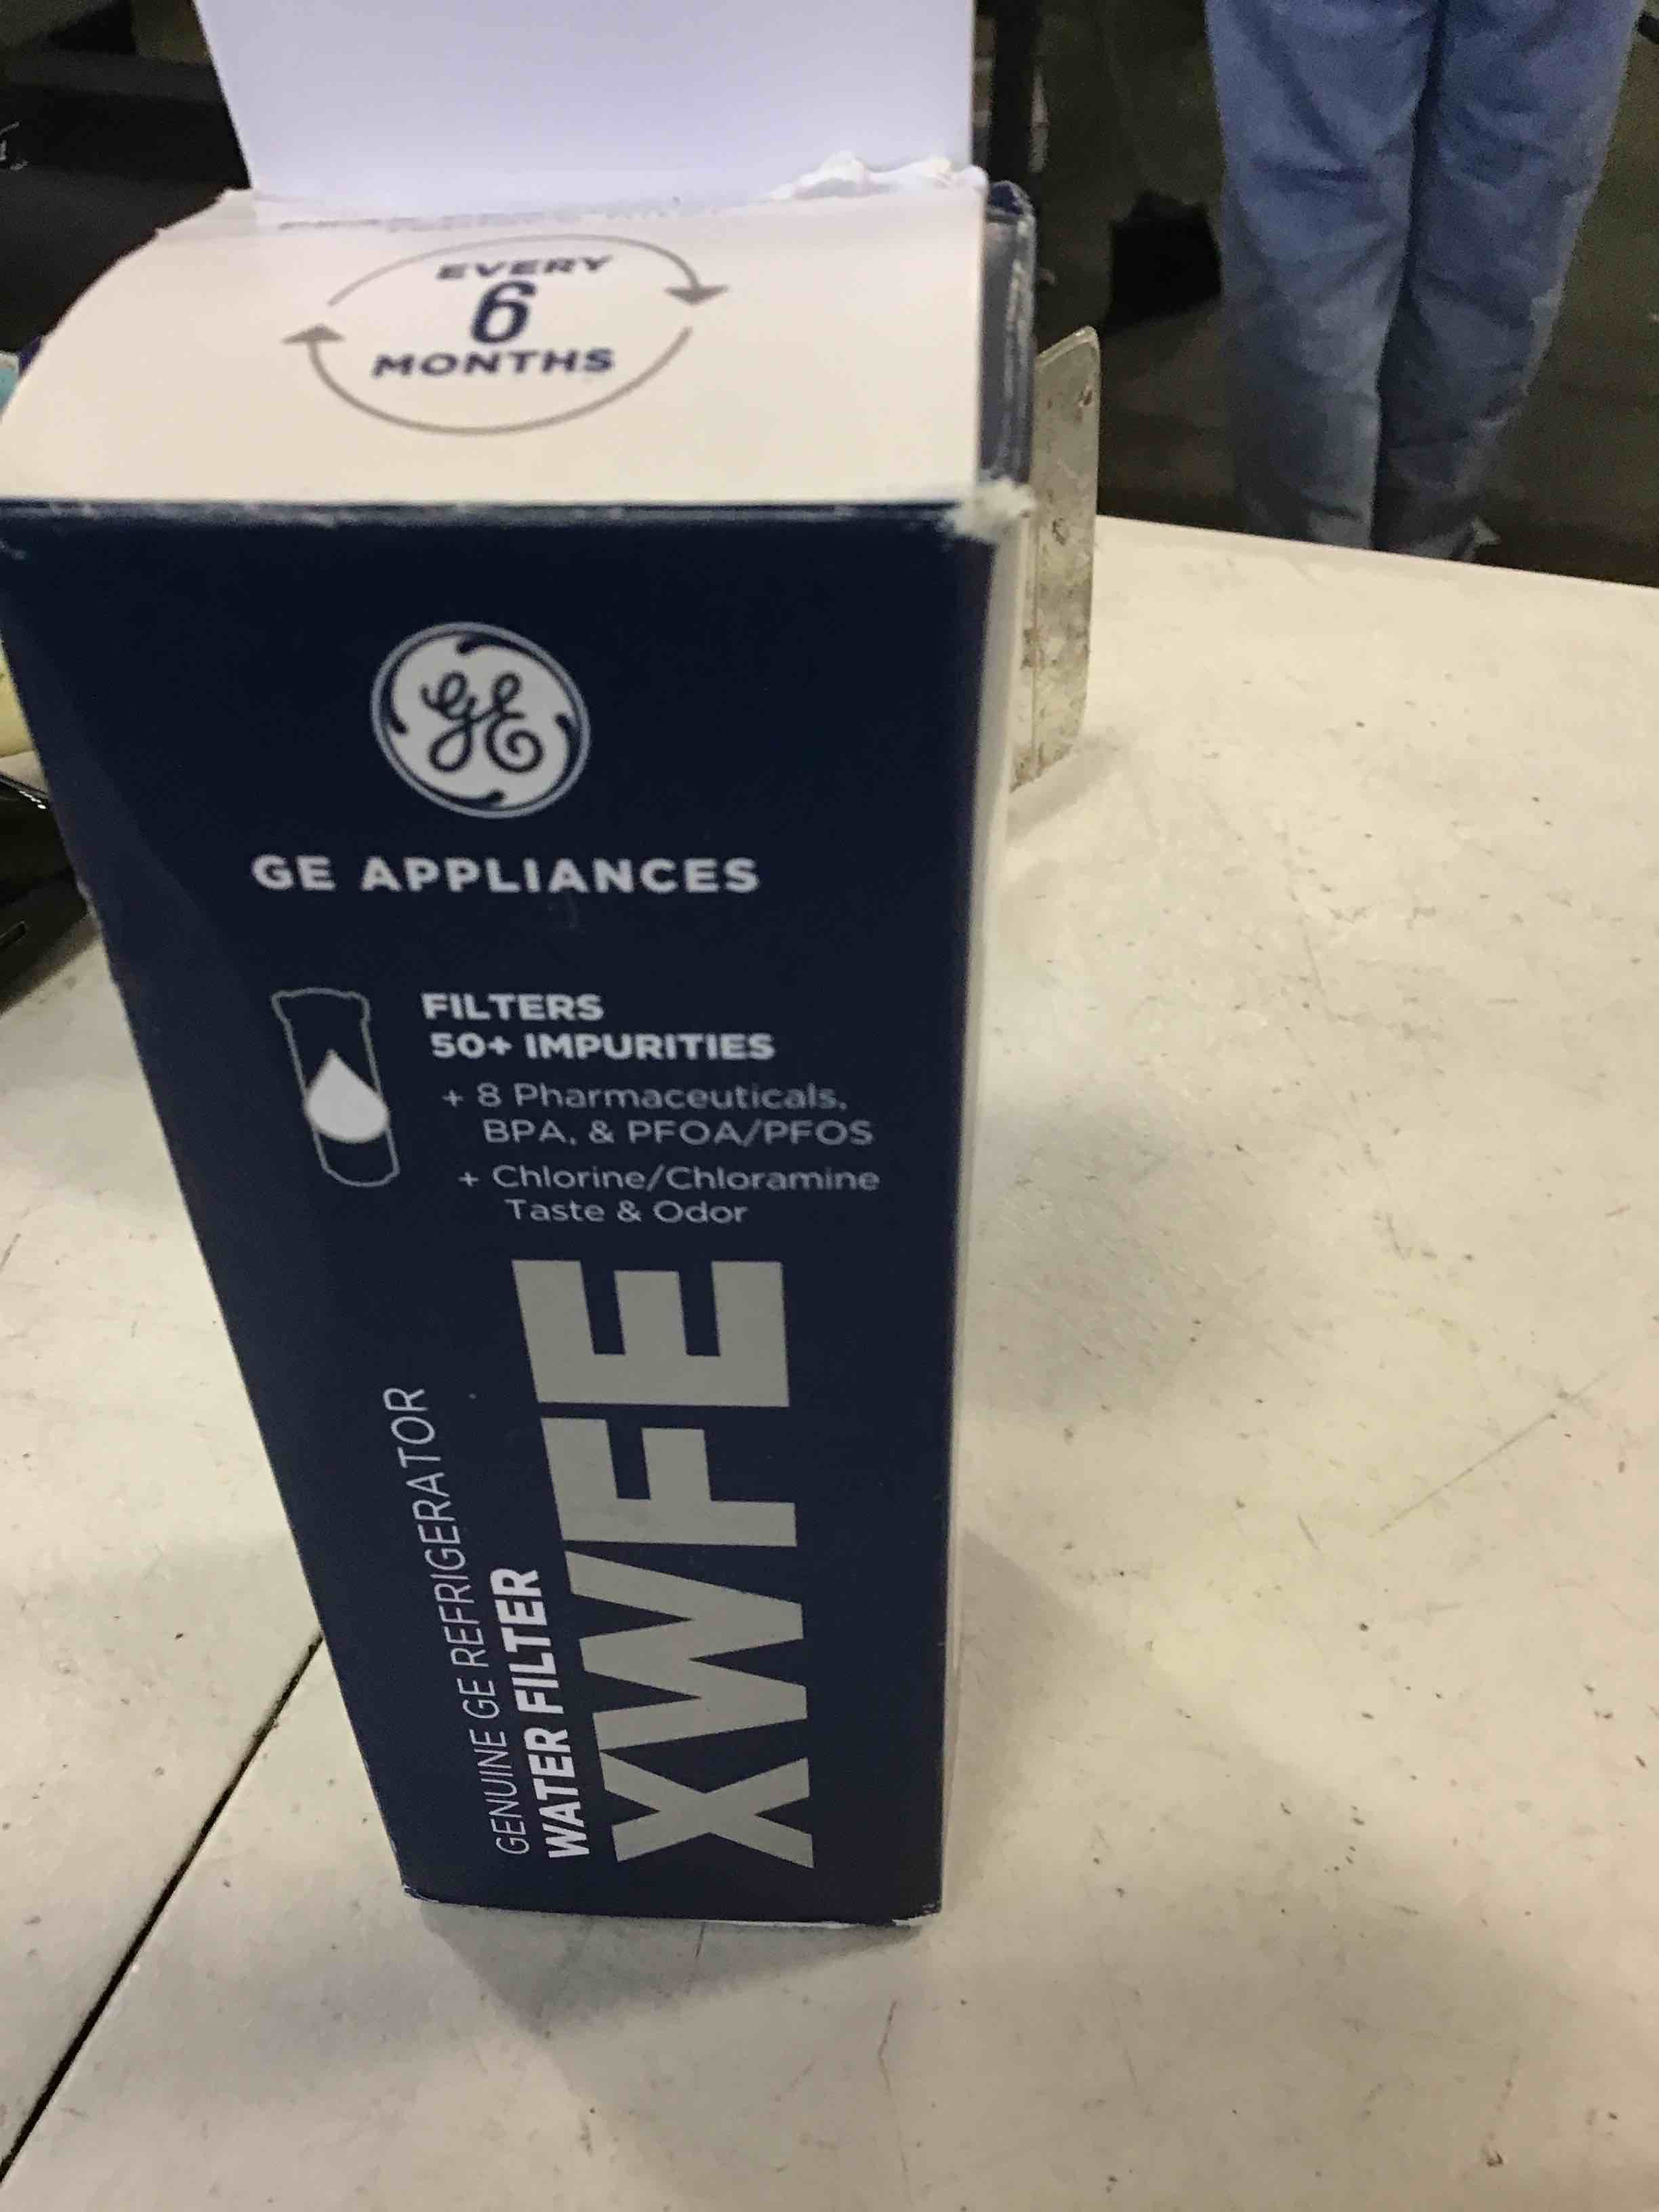 EVERY
6
MONTHS
GE
GE APPLIANCES
FILTERS
50+ IMPURITIES
+ 8 Pharmaceuticals,
BPA, & PFOA/PFOS
+ Chlorine/Chloramine
Taste & Odor
GENUINE GE REFRIGERATOR
WATER FILTER
XWFE